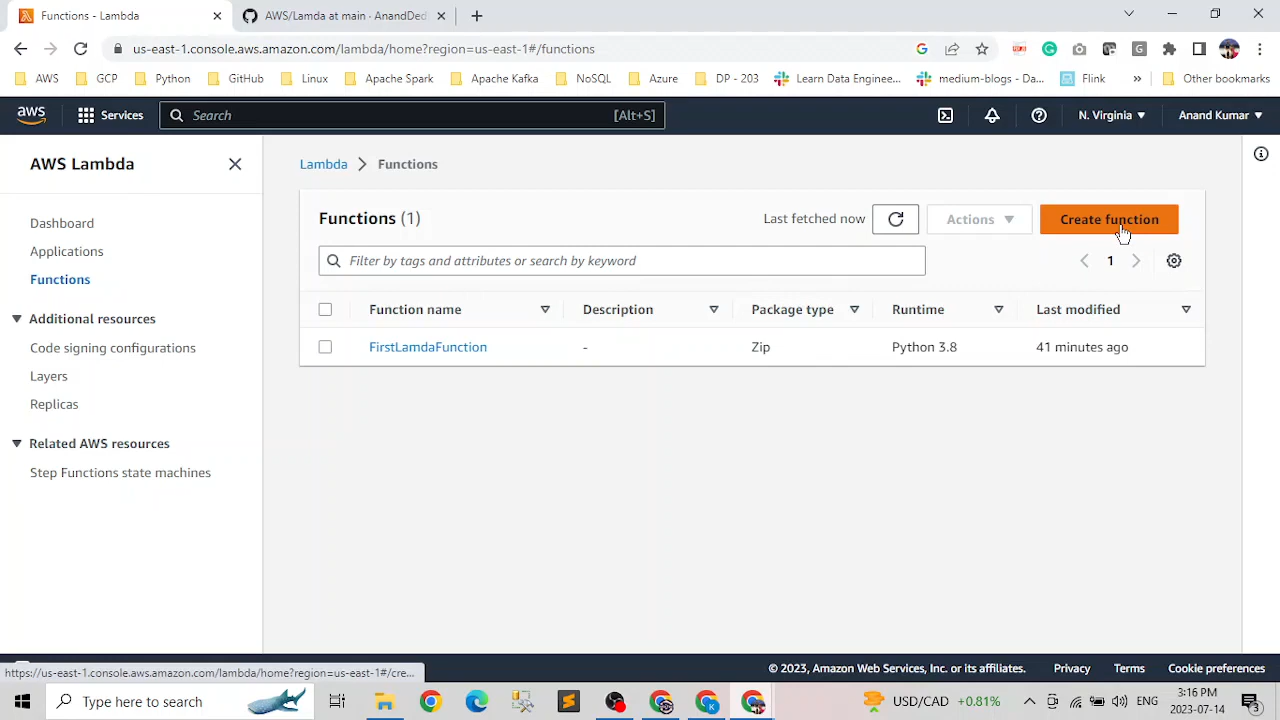 Functions - Lambda
AWS/Lamda at main · AnandDed
us-east-1.console.aws.amazon.com/lambda/home?region=us-east-1#/functions
AWS
GCP
Python
GitHub
Linux
Apache Spark
Apache Kafka
NoSQL
Azure
DP - 203
Learn Data Enginee...
medium-blogs - Da...
Flink
»
Other bookmarks
aws
Services
Search
[Alt+S]
N. Virginia
Anand Kumar
AWS Lambda
Dashboard
Applications
Functions
Additional resources
Code signing configurations
Layers
Replicas
Related AWS resources
Step Functions state machines
Lambda > Functions
Functions (1)
Last fetched now
Actions
Create function
Filter by tags and attributes or search by keyword
1
Function name
Description
Package type
Runtime
Last modified
FirstLamdaFunction
-
Zip
Python 3.8
41 minutes ago
https://us-east-1.console.aws.amazon.com/lambda/home?region=us-east-1#/cre...
© 2023, Amazon Web Services, Inc. or its affiliates.
Privacy
Terms
Cookie preferences
Type here to search
USD/CAD +0.81%
ENG
3:16 PM
2023-07-14
3